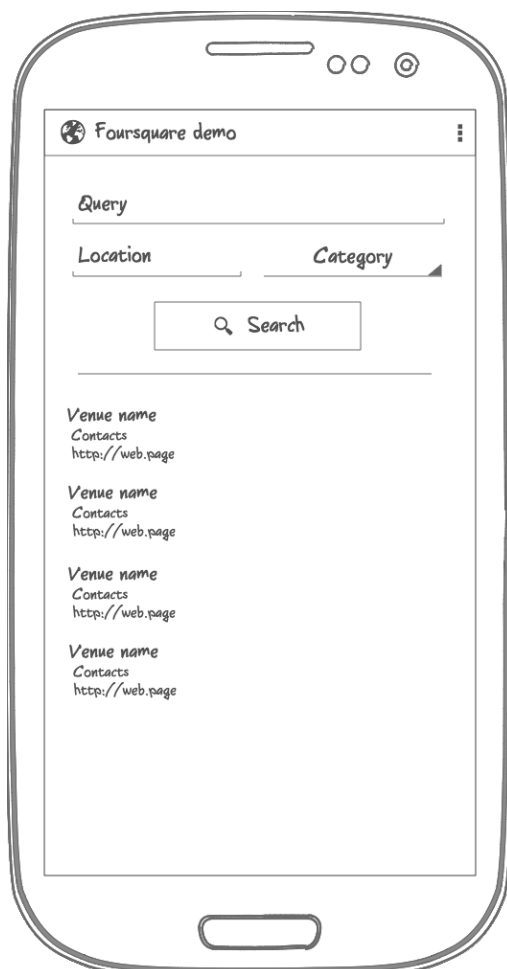 Foursquare demo
Query
Location Category
Search
Venue name
Contacts
http://web.page
Venue name
Contacts
http://web.page
Venue name
Contacts
http://web.page
Venue name
Contacts
http://web.page